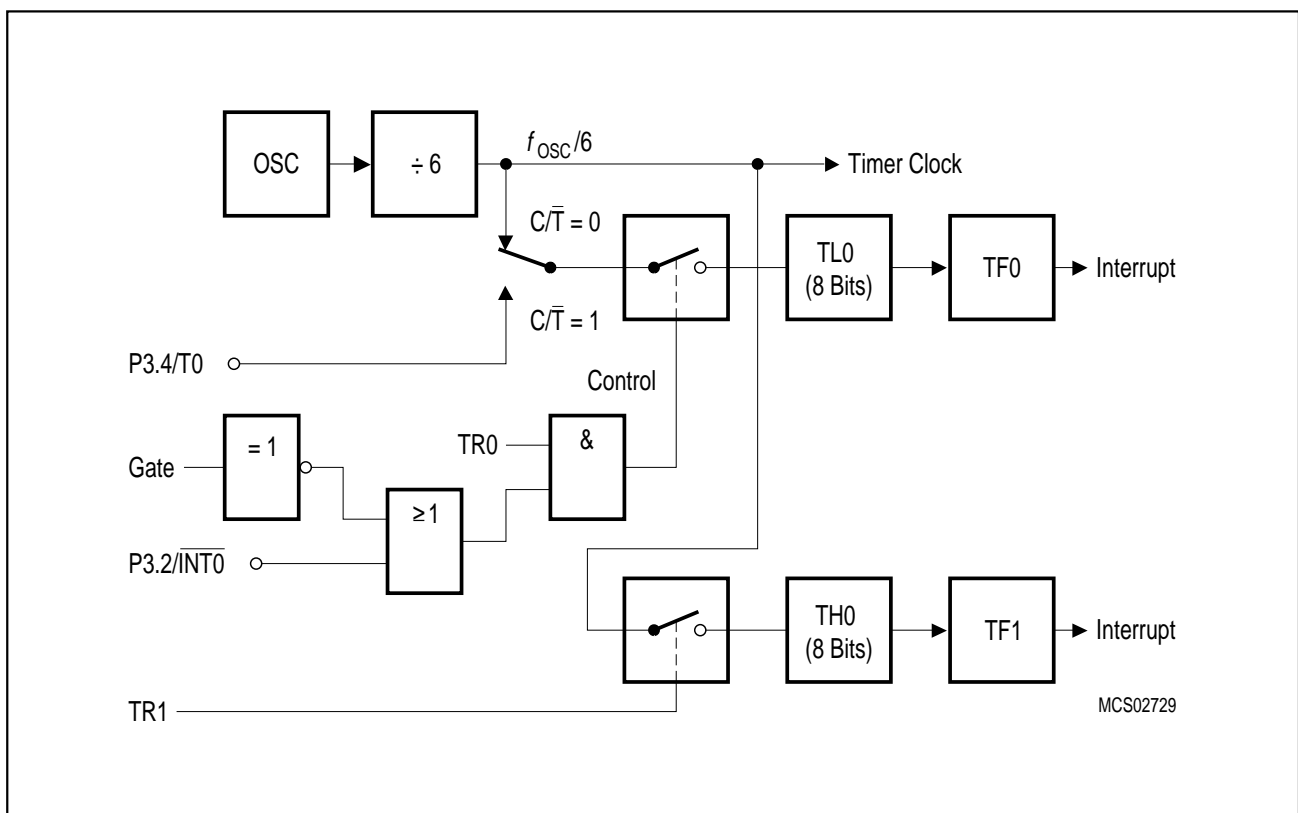 OSC
÷ 6
f OSC/6
Timer Clock
C/T̅ = 0
TL0
(8 Bits)
TF0
Interrupt
C/T̅ = 1
P3.4/T0
Control
Gate
= 1
TR0
&
≥1
P3.2/I̅N̅T̅0̅
TH0
(8 Bits)
TF1
Interrupt
TR1
MCS02729